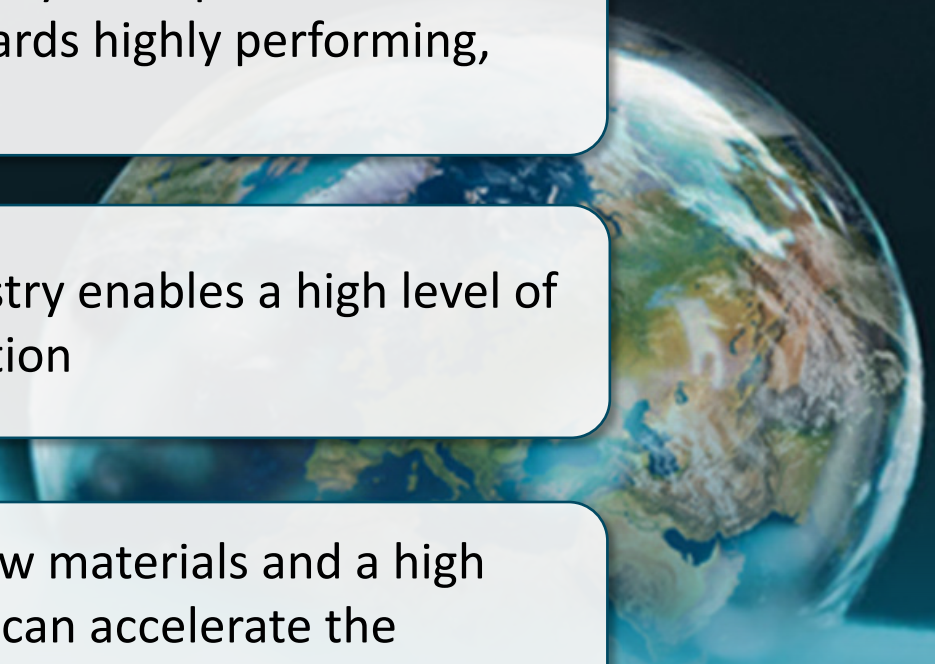 ards highly performing,
stry enables a high level of
tion
w materials and a high
can accelerate the